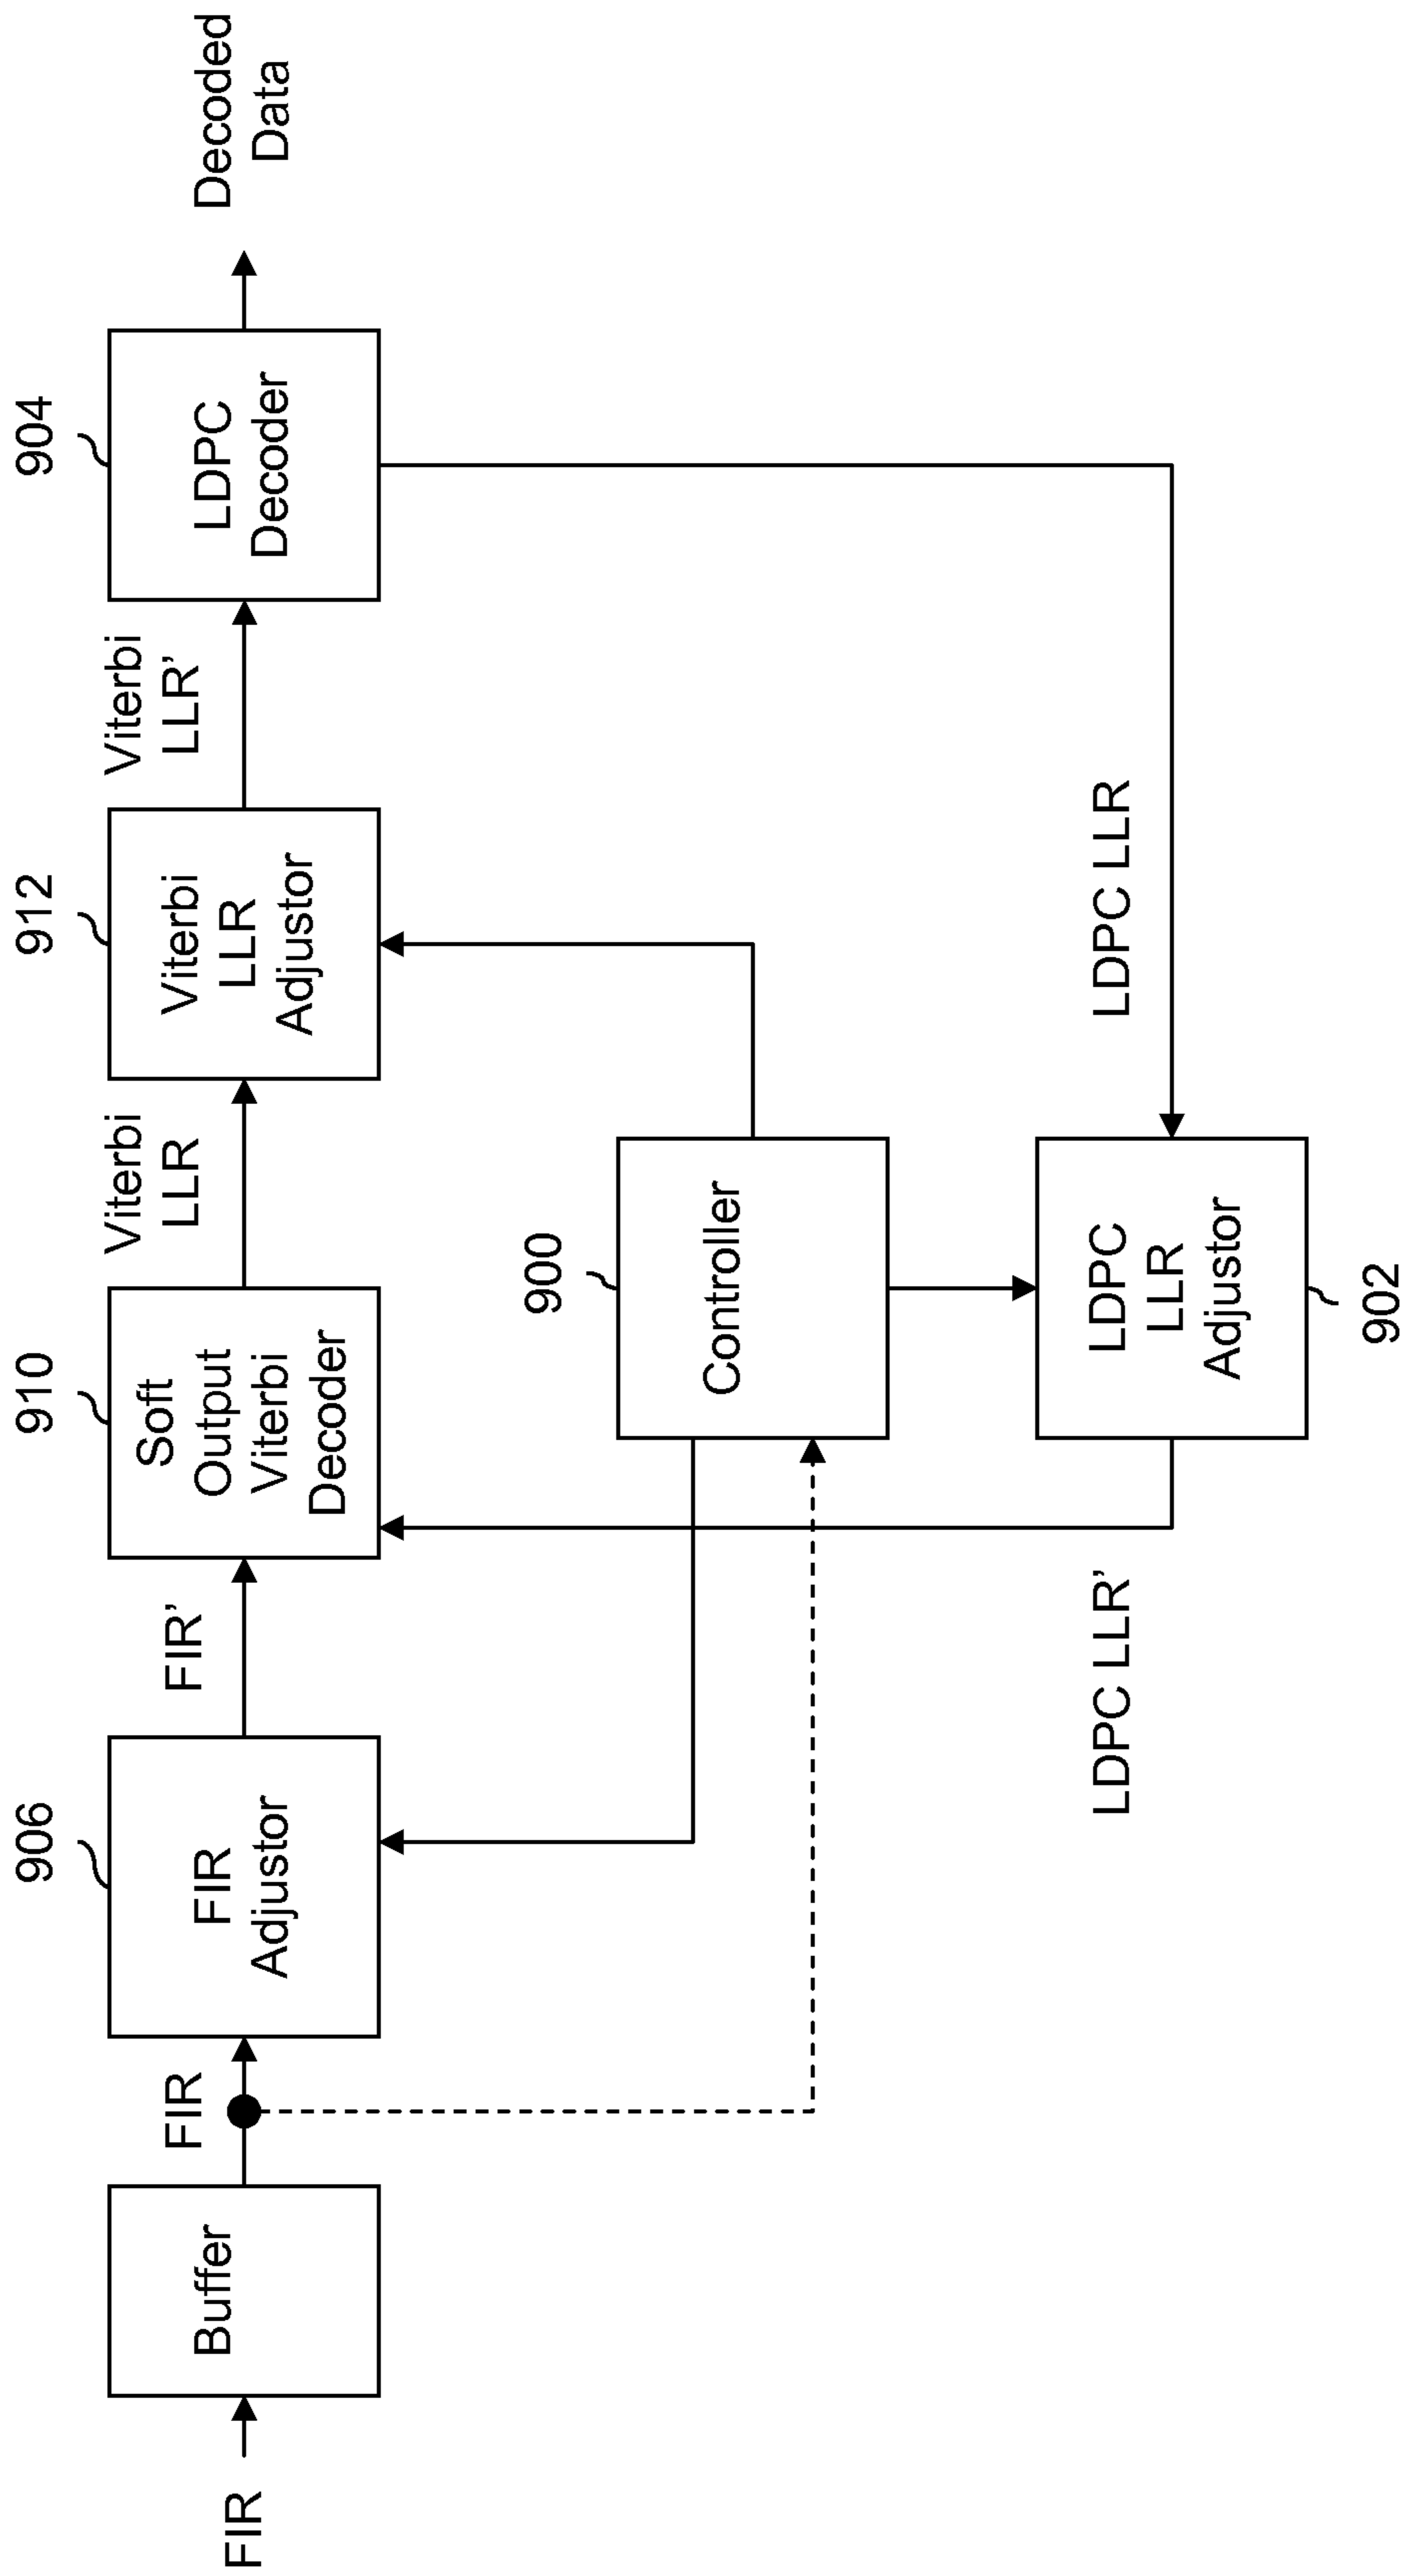 906
910
912
904
FIR
Buffer
FIR
FIR
Adjustor
FIR’
Soft
Output
Viterbi
Decoder
Viterbi
LLR
Viterbi
LLR
Adjustor
Viterbi
LLR’
LDPC
Decoder
Decoded
Data
900
Controller
LDPC LLR’
LDPC
LLR
Adjustor
LDPC LLR
902